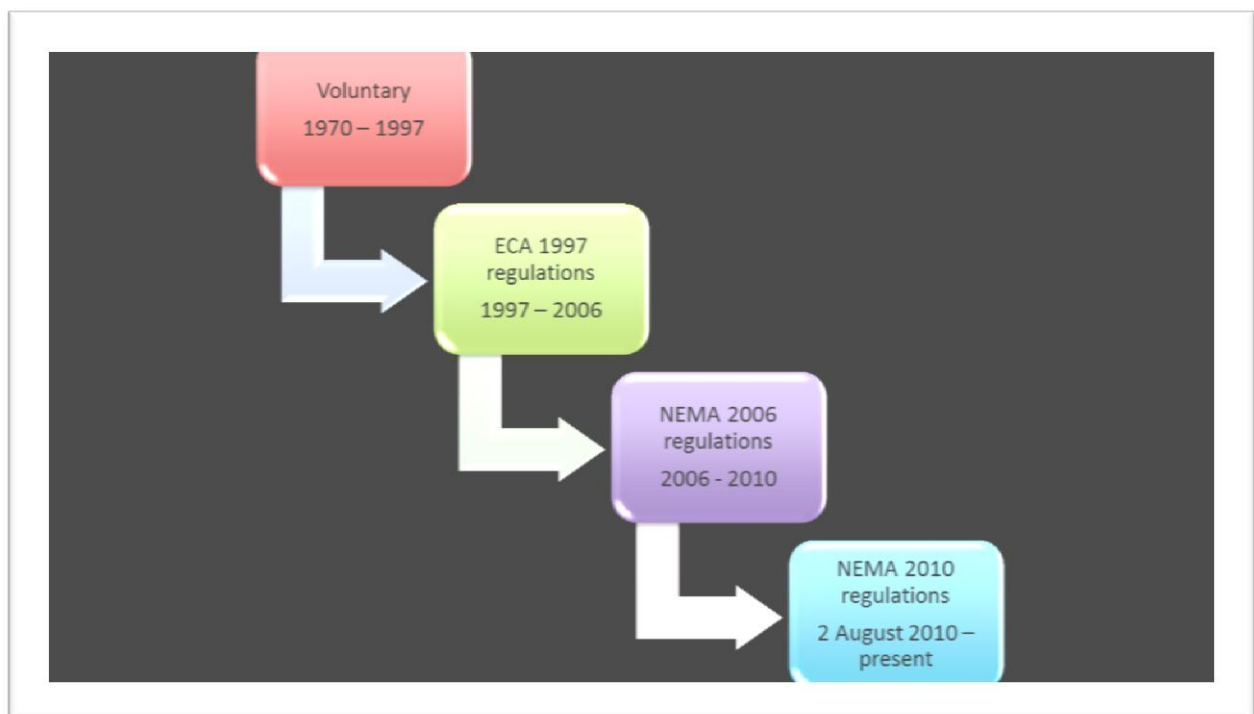 Voluntary
1970 – 1997
ECA 1997
regulations
1997 – 2006
NEMA 2006
regulations
2006 - 2010
NEMA 2010
regulations
2 August 2010 –
present